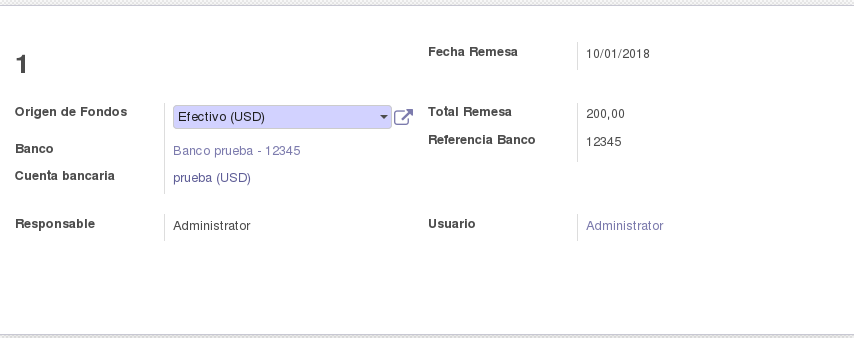 Fecha Remesa 10/01/2018
1
Origen de Fondos Efectivo (USD) Total Remesa 200,00
Banco Banco prueba - 12345 Referencia Banco 12345
Cuenta bancaria prueba (USD)
Responsable Administrator Usuario Administrator